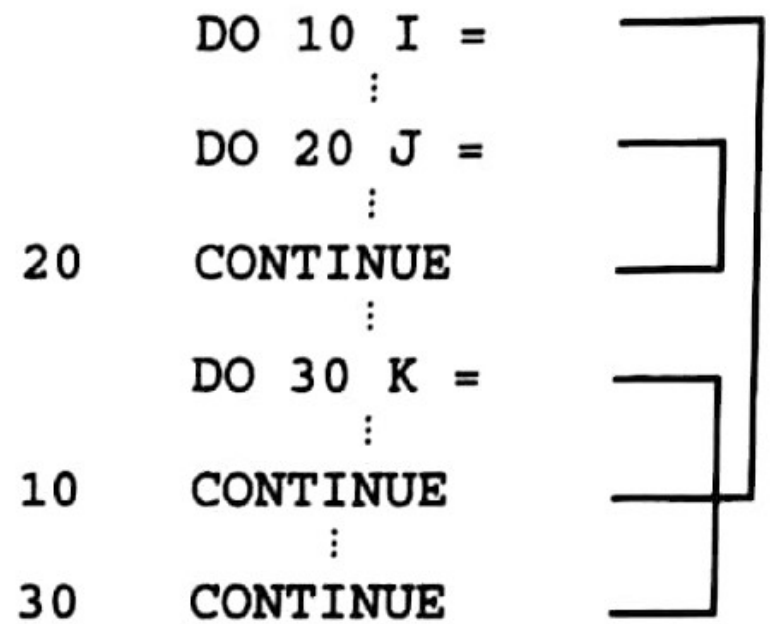 DO 10 I =
⋮
DO 20 J =
⋮
20 CONTINUE
⋮
DO 30 K =
⋮
10 CONTINUE
⋮
30 CONTINUE